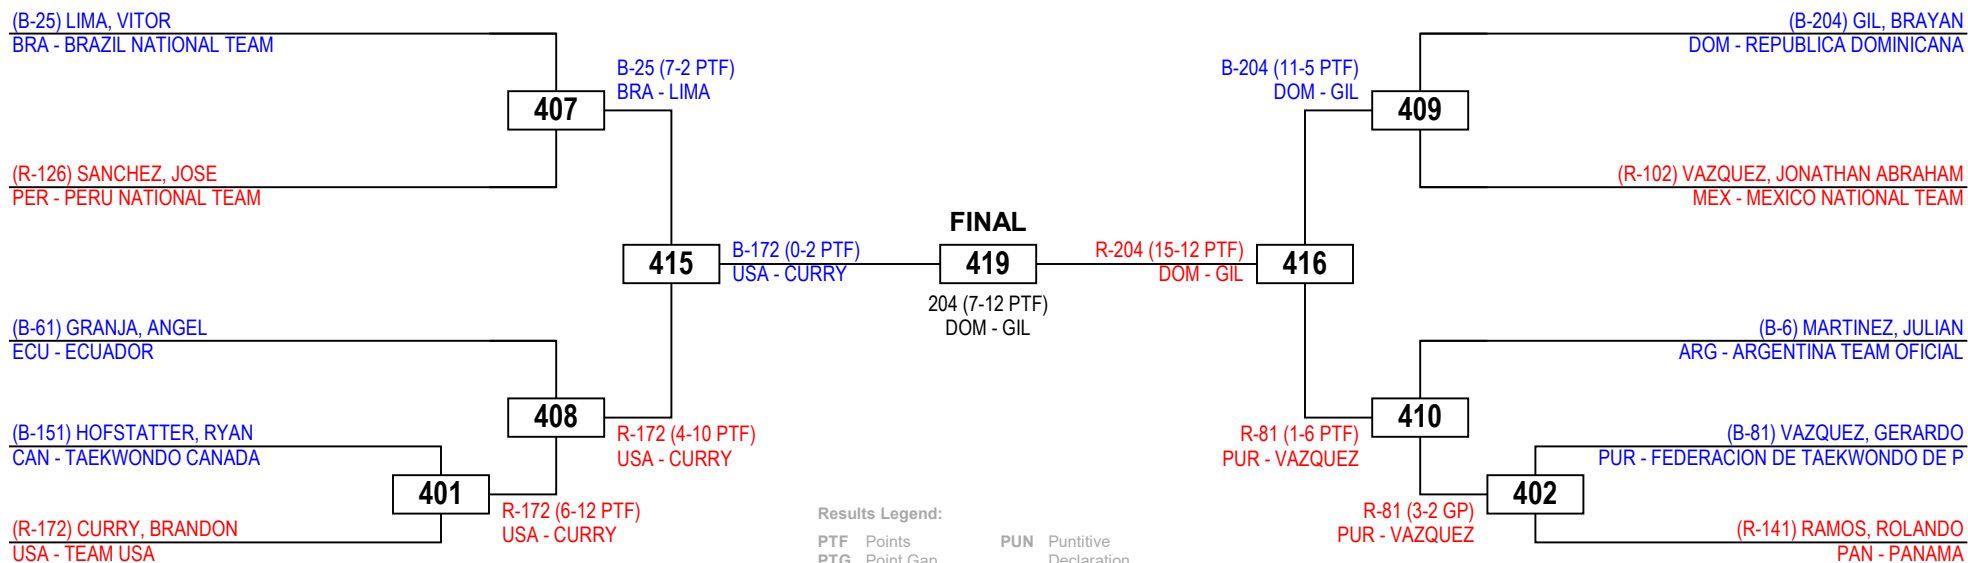 (B-25) LIMA, VITOR
BRA - BRAZIL NATIONAL TEAM
B-25 (7-2 PTF)
BRA - LIMA
407
(R-126) SANCHEZ, JOSE
PER - PERU NATIONAL TEAM
415
B-172 (0-2 PTF)
USA - CURRY
(B-61) GRANJA, ANGEL
ECU - ECUADOR
408
R-172 (4-10 PTF)
USA - CURRY
(B-151) HOFSTATTER, RYAN
CAN - TAEKWONDO CANADA
401
R-172 (6-12 PTF)
USA - CURRY
(R-172) CURRY, BRANDON
USA - TEAM USA
FINAL
419
204 (7-12 PTF)
DOM - GIL
(B-204) GIL, BRAYAN
DOM - REPUBLICA DOMINICANA
B-204 (11-5 PTF)
DOM - GIL
409
(R-102) VAZQUEZ, JONATHAN ABRAHAM
MEX - MEXICO NATIONAL TEAM
R-204 (15-12 PTF)
DOM - GIL
416
(B-6) MARTINEZ, JULIAN
ARG - ARGENTINA TEAM OFICIAL
410
R-81 (1-6 PTF)
PUR - VAZQUEZ
(B-81) VAZQUEZ, GERARDO
PUR - FEDERACION DE TAEKWONDO DE P
402
R-81 (3-2 GP)
PUR - VAZQUEZ
(R-141) RAMOS, ROLANDO
PAN - PANAMA
Results Legend:
PTF Points PUN Puntitive
PTG Point Gap Declaration